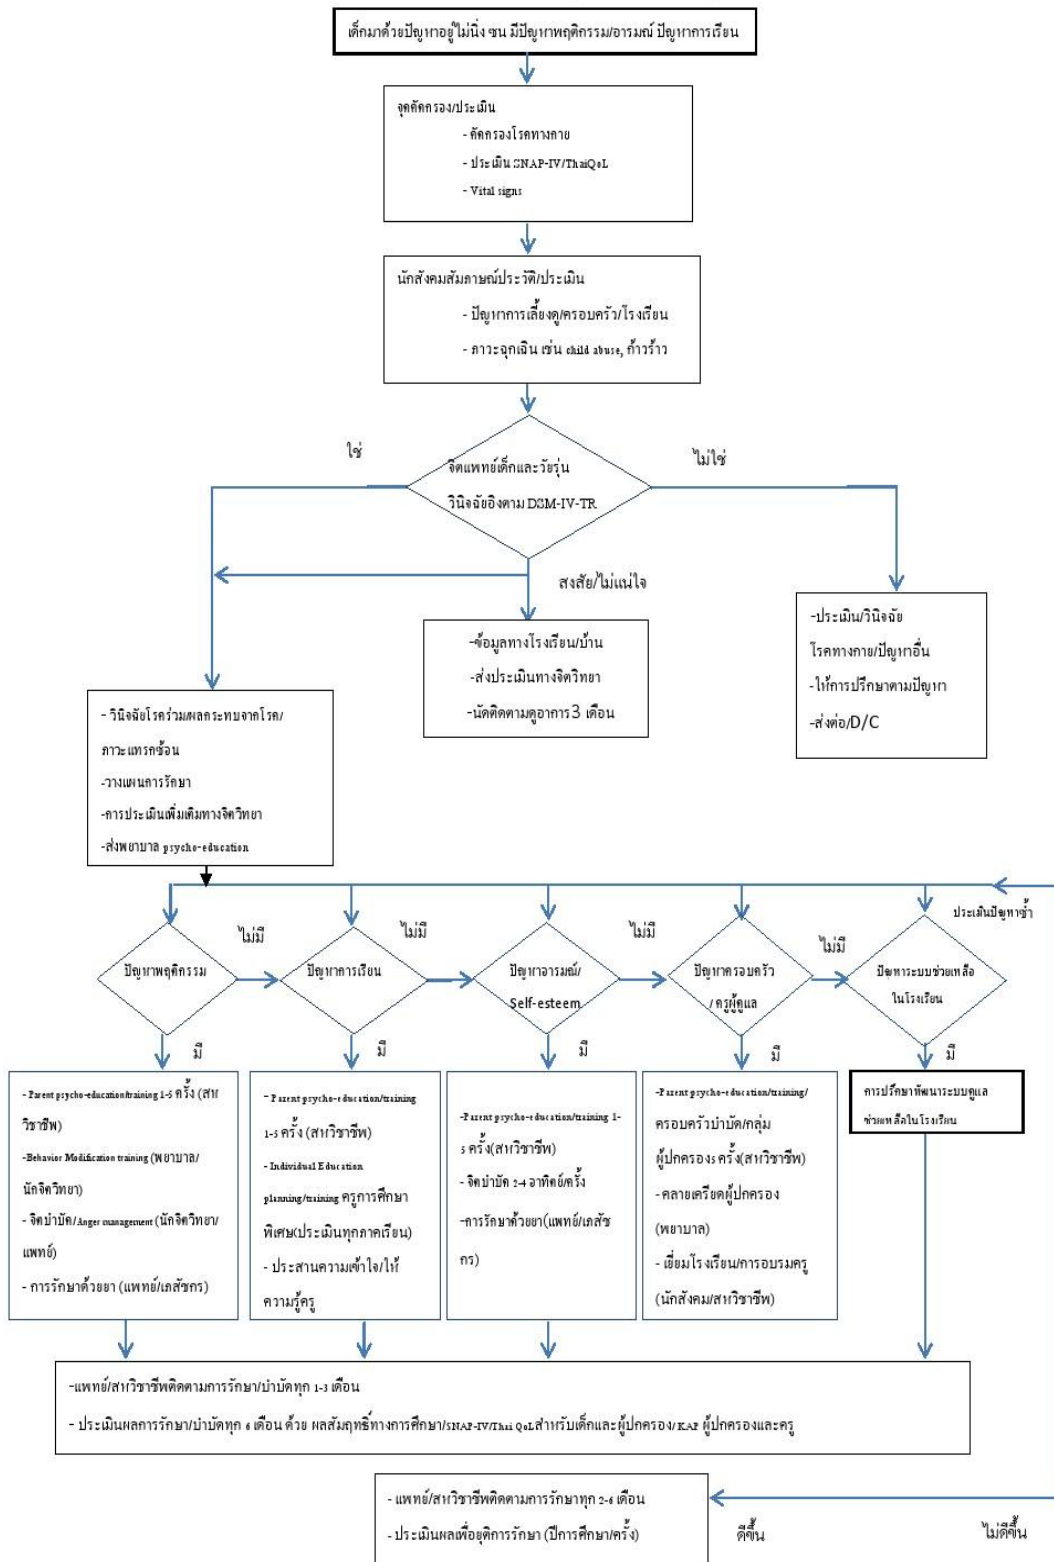 เด็กมาด้วยปัญหาอยู่ไม่นิ่ง ซน มีปัญหาพฤติกรรม/อารมณ์ ปัญหาการเรียน
จุดคัดกรอง/ประเมิน
- คัดกรองโรคทางกาย
- ประเมิน SNAP-IV/ThaiQoL
- Vital signs
นักสังคมสัมภาษณ์ประวัติ/ประเมิน
- ปัญหาการเลี้ยงดู/ครอบครัว/โรงเรียน
- ภาวะฉุกเฉิน เช่น child abuse, ก้าวร้าว
ใช่
จิตแพทย์เด็กและวัยรุ่น
วินิจฉัยอิงตาม DSM-IV-TR
ไม่ใช่
สงสัย/ไม่แน่ใจ
-ข้อมูลทางโรงเรียน/บ้าน
-ส่งประเมินทางจิตวิทยา
-นัดติดตามดูอาการ 3 เดือน
-ประเมิน/วินิจฉัย
โรคทางกาย/ปัญหาอื่น
-ให้การปรึกษาตามปัญหา
-ส่งต่อ/D/C
- วินิจฉัยโรคร่วม/ผลกระทบจากโรค/
ภาวะแทรกซ้อน
-วางแผนการรักษา
-การประเมินเพิ่มเติมทางจิตวิทยา
-ส่งพยาบาล psycho-education
ประเมินปัญหาซ้ำ
ปัญหาพฤติกรรม
ไม่มี
ปัญหาการเรียน
ไม่มี
ปัญหาอารมณ์/
Self-esteem
ไม่มี
ปัญหาครอบครัว
/ ครูผู้ดูแล
ไม่มี
ปัญหาระบบช่วยเหลือ
ในโรงเรียน
มี
มี
มี
มี
มี
- Parent psycho-education/training 1-5 ครั้ง (สห
วิชาชีพ)
-Behavior Modification training (พยาบาล/
นักจิตวิทยา)
- จิตบำบัด/Anger management (นักจิตวิทยา/
แพทย์)
- การรักษาด้วยยา (แพทย์/เภสัชกร)
- Parent psycho-education/training
1-5 ครั้ง (สหวิชาชีพ)
- Individual Education
planning/training ครูการศึกษา
พิเศษ(ประเมินทุกภาคเรียน)
- ประสานความเข้าใจ/ให้
ความรู้ครู
-Parent psycho-education/training 1-
5 ครั้ง(สหวิชาชีพ)
- จิตบำบัด 2-4 อาทิตย์/ครั้ง
-การรักษาด้วยยา(แพทย์/เภสัช
กร)
-Parent psycho-education/training/
ครอบครัวบำบัด/กลุ่ม
ผู้ปกครอง5 ครั้ง(สหวิชาชีพ)
- คลายเครียดผู้ปกครอง
(พยาบาล)
- เยี่ยมโรงเรียน/การอบรมครู
(นักสังคม/สหวิชาชีพ)
การปรึกษาพัฒนาระบบดูแล
ช่วยเหลือในโรงเรียน
-แพทย์/สหวิชาชีพติดตามการรักษา/บำบัดทุก 1-3 เดือน
- ประเมินผลการรักษา/บำบัดทุก 6 เดือน ด้วย ผลสัมฤทธิ์ทางการศึกษา/SNAP-IV/Thai QoLสำหรับเด็กและผู้ปกครอง/ KAP ผู้ปกครองและครู
- แพทย์/สหวิชาชีพติดตามการรักษาทุก 2-6 เดือน
- ประเมินผลเพื่อยุติการรักษา (ปีการศึกษา/ครั้ง)
ดีขึ้น
ไม่ดีขึ้น